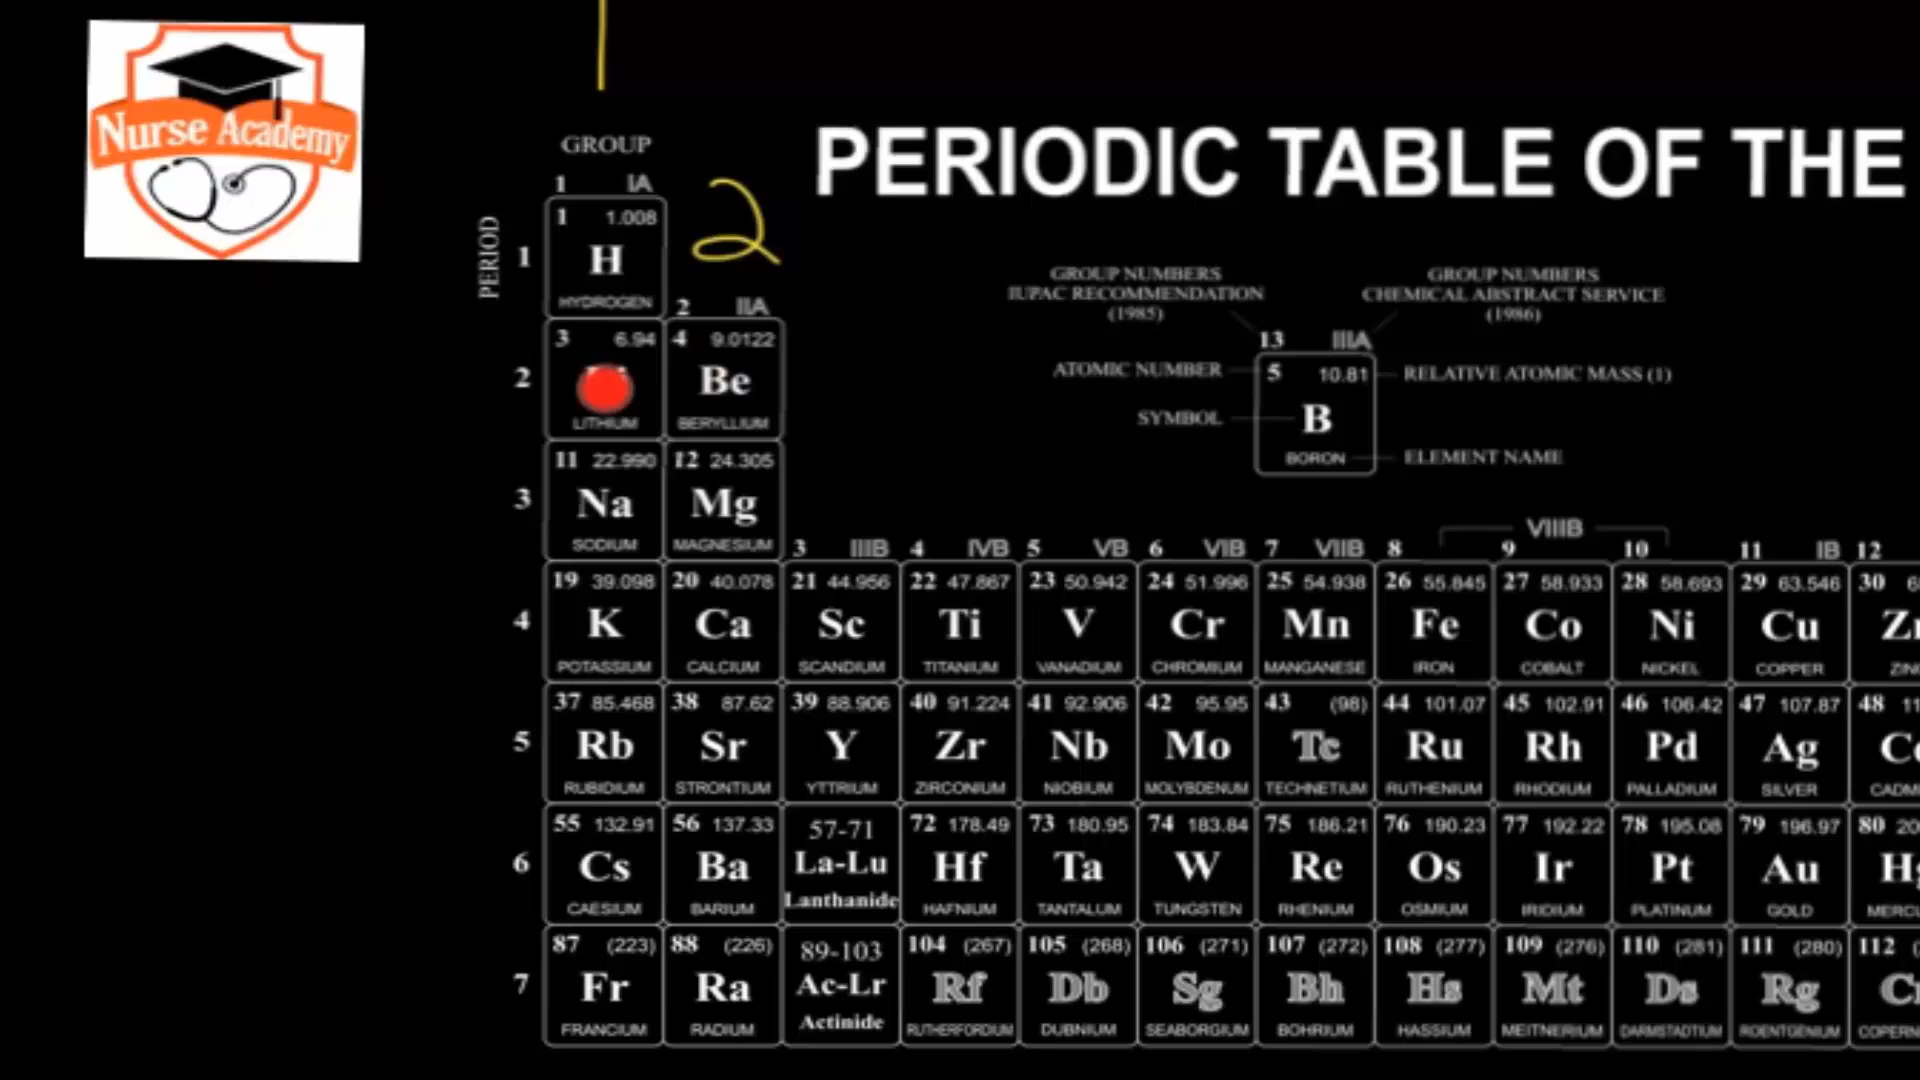 Nurse Academy
1
GROUP
PERIODIC TABLE OF THE
1 IA
2
PERIOD
1
1 1.008
H
HYDROGEN
2 IIA
GROUP NUMBERS
IUPAC RECOMMENDATION
(1985)
GROUP NUMBERS
CHEMICAL ABSTRACT SERVICE
(1986)
13 IIIA
ATOMIC NUMBER
5 10.81
RELATIVE ATOMIC MASS (1)
SYMBOL
B
BORON
ELEMENT NAME
2
3 6.94
LITHIUM
4 9.0122
Be
BERYLLIUM
3
11 22.990
Na
SODIUM
12 24.305
Mg
MAGNESIUM
3 IIIB 4 IVB 5 VB 6 VIB 7 VIIB 8 9 VIIIB 10 11 IB 12
4
19 39.098
K
POTASSIUM
20 40.078
Ca
CALCIUM
21 44.956
Sc
SCANDIUM
22 47.867
Ti
TITANIUM
23 50.942
V
VANADIUM
24 51.996
Cr
CHROMIUM
25 54.938
Mn
MANGANESE
26 55.845
Fe
IRON
27 58.933
Co
COBALT
28 58.693
Ni
NICKEL
29 63.546
Cu
COPPER
30
5
37 85.468
Rb
RUBIDIUM
38 87.62
Sr
STRONTIUM
39 88.906
Y
YTTRIUM
40 91.224
Zr
ZIRCONIUM
41 92.906
Nb
NIOBIUM
42 95.95
Mo
MOLYBDENUM
43 (98)
Tc
TECHNETIUM
44 101.07
Ru
RUTHENIUM
45 102.91
Rh
RHODIUM
46 106.42
Pd
PALLADIUM
47 107.87
Ag
SILVER
48
6
55 132.91
Cs
CAESIUM
56 137.33
Ba
BARIUM
57-71
La-Lu
Lanthanide
72 178.49
Hf
HAFNIUM
73 180.95
Ta
TANTALUM
74 183.84
W
TUNGSTEN
75 186.21
Re
RHENIUM
76 190.23
Os
OSMIUM
77 192.22
Ir
IRIDIUM
78 195.08
Pt
PLATINUM
79 196.97
Au
GOLD
80
7
87 (223)
Fr
FRANCIUM
88 (226)
Ra
RADIUM
89-103
Ac-Lr
Actinide
104 (267)
Rf
RUTHERFORDIUM
105 (268)
Db
DUBNIUM
106 (271)
Sg
SEABORGIUM
107 (272)
Bh
BOHRIUM
108 (277)
Hs
HASSIUM
109 (276)
Mt
MEITNERIUM
110 (281)
Ds
DARMSTADTIUM
111 (280)
Rg
ROENTGENIUM
112